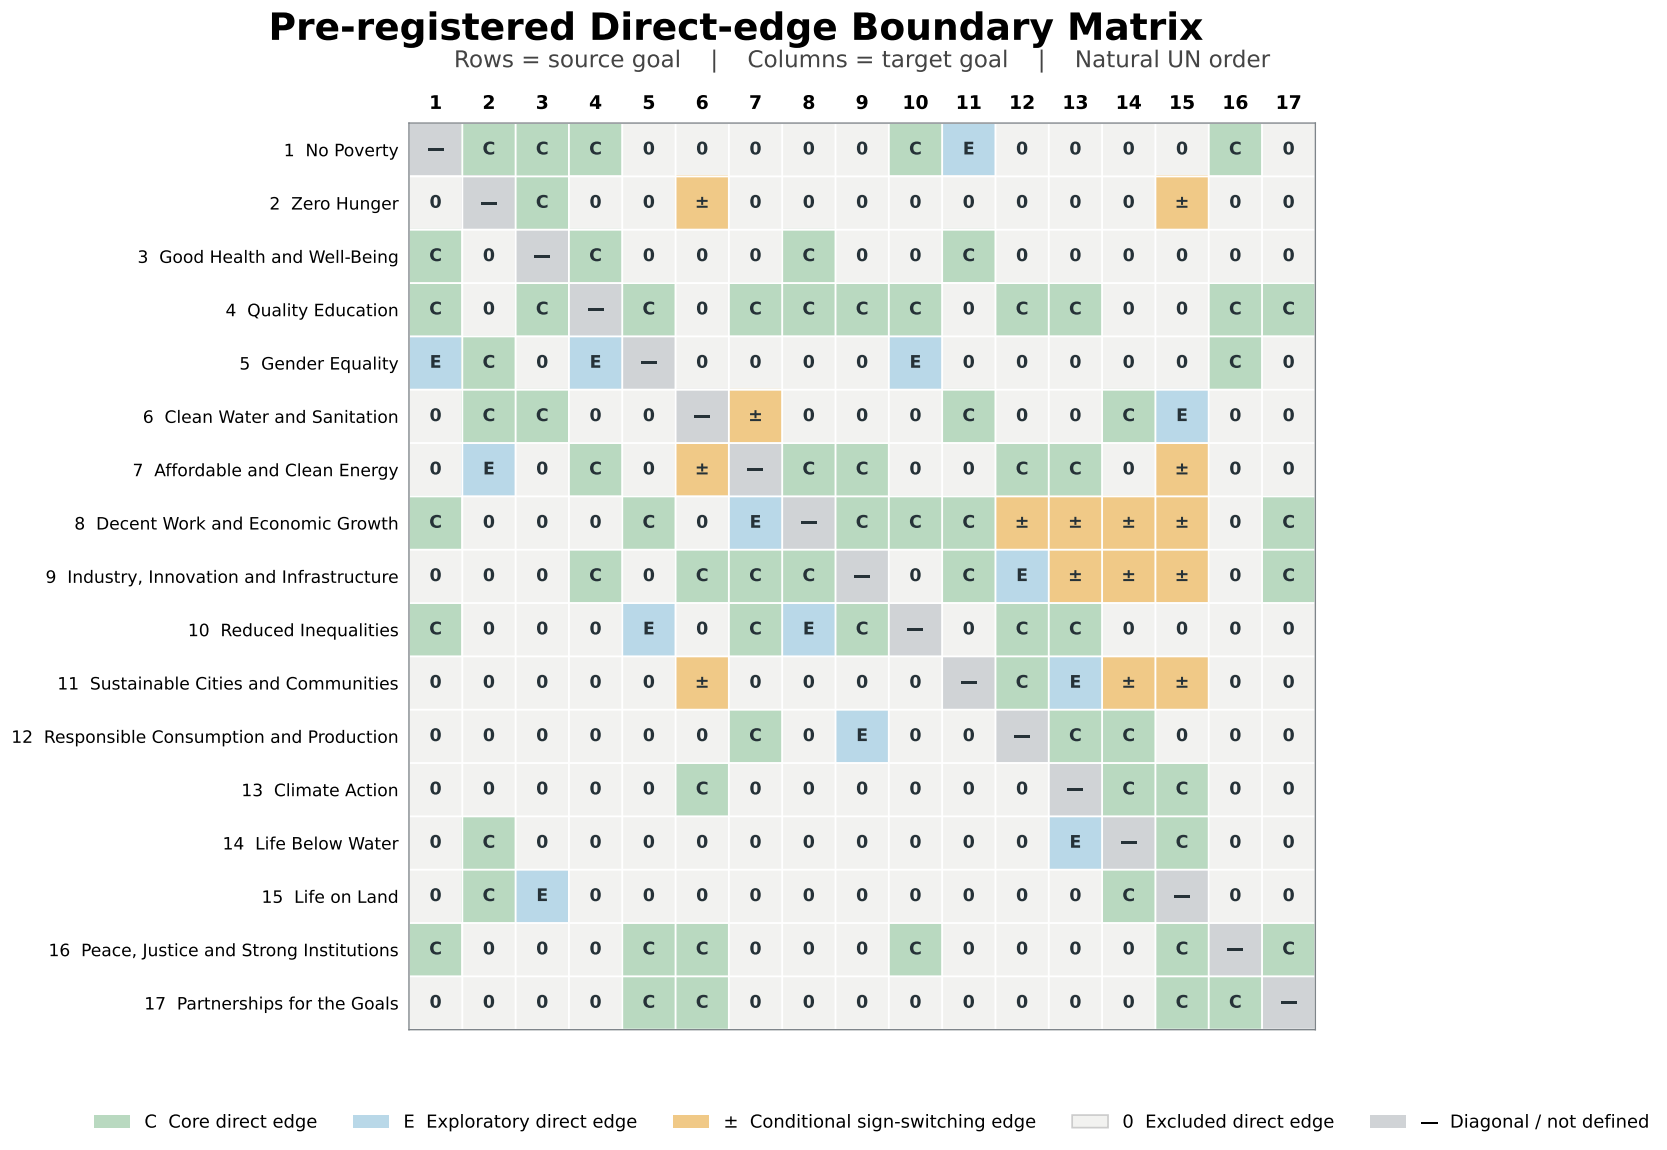 Pre-registered Direct-edge Boundary Matrix
Rows = source goal | Columns = target goal | Natural UN order
1 2 3 4 5 6 7 8 9 10 11 12 13 14 15 16 17
1 No Poverty — C C C 0 0 0 0 0 C E 0 0 0 0 C 0
2 Zero Hunger 0 — C 0 0 ± 0 0 0 0 0 0 0 0 ± 0 0
3 Good Health and Well-Being C 0 — C 0 0 0 C 0 0 C 0 0 0 0 0 0
4 Quality Education C 0 C — C 0 C C C C 0 C C 0 0 C C
5 Gender Equality E C 0 E — 0 0 0 0 E 0 0 0 0 0 C 0
6 Clean Water and Sanitation 0 C C 0 0 — ± 0 0 0 C 0 0 C E 0 0
7 Affordable and Clean Energy 0 E 0 C 0 ± — C C 0 0 C C 0 ± 0 0
8 Decent Work and Economic Growth C 0 0 0 C 0 E — C C C ± ± ± ± 0 C
9 Industry, Innovation and Infrastructure 0 0 0 C 0 C C C — 0 C E ± ± ± 0 C
10 Reduced Inequalities C 0 0 0 E 0 C E C — 0 C C 0 0 0 0
11 Sustainable Cities and Communities 0 0 0 0 0 ± 0 0 0 0 — C E ± ± 0 0
12 Responsible Consumption and Production 0 0 0 0 0 0 C 0 E 0 0 — C C 0 0 0
13 Climate Action 0 0 0 0 0 C 0 0 0 0 0 0 — C C 0 0
14 Life Below Water 0 C 0 0 0 0 0 0 0 0 0 0 E — C 0 0
15 Life on Land 0 C E 0 0 0 0 0 0 0 0 0 0 C — 0 0
16 Peace, Justice and Strong Institutions C 0 0 0 C C 0 0 0 C 0 0 0 0 C — C
17 Partnerships for the Goals 0 0 0 0 C C 0 0 0 0 0 0 0 0 C C —
C Core direct edge E Exploratory direct edge ± Conditional sign-switching edge 0 Excluded direct edge — Diagonal / not defined